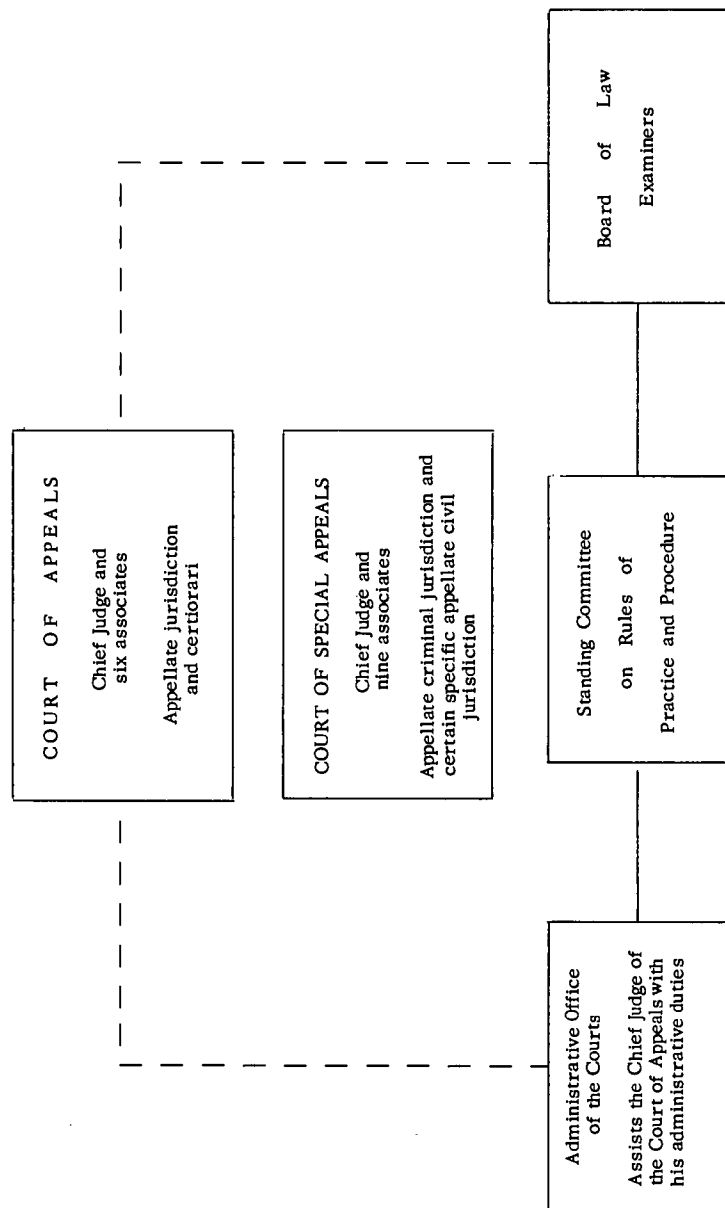 COURT OF APPEALS
Chief Judge and
six associates
Appellate jurisdiction
and certiorari
COURT OF SPECIAL APPEALS
Chief Judge and
nine associates
Appellate criminal jurisdiction and
certain specific appellate civil
jurisdiction
Administrative Office
of the Courts
Assists the Chief Judge of
the Court of Appeals with
his administrative duties
Standing Committee
on Rules of
Practice and Procedure
Board of Law
Examiners